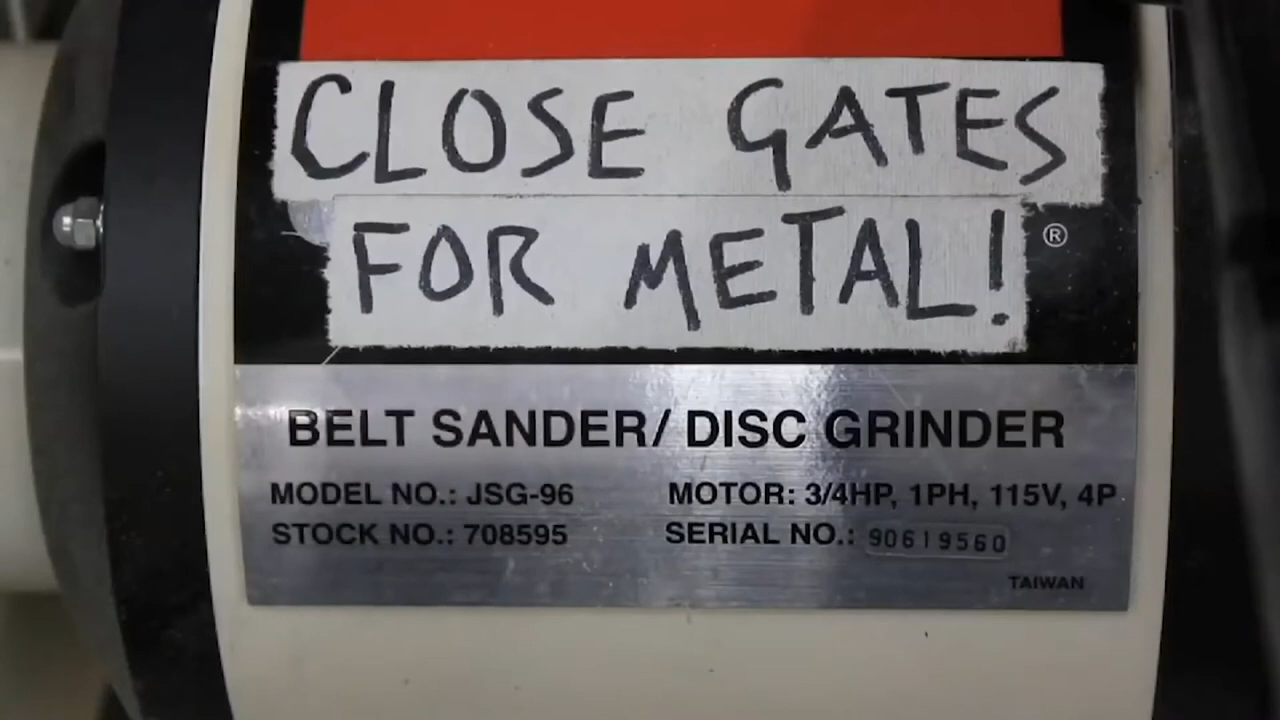 CLOSE GATES
FOR METAL!
®
BELT SANDER/ DISC GRINDER
MODEL NO.: JSG-96 MOTOR: 3/4HP, 1PH, 115V, 4P
STOCK NO.: 708595 SERIAL NO.: 90619560
TAIWAN